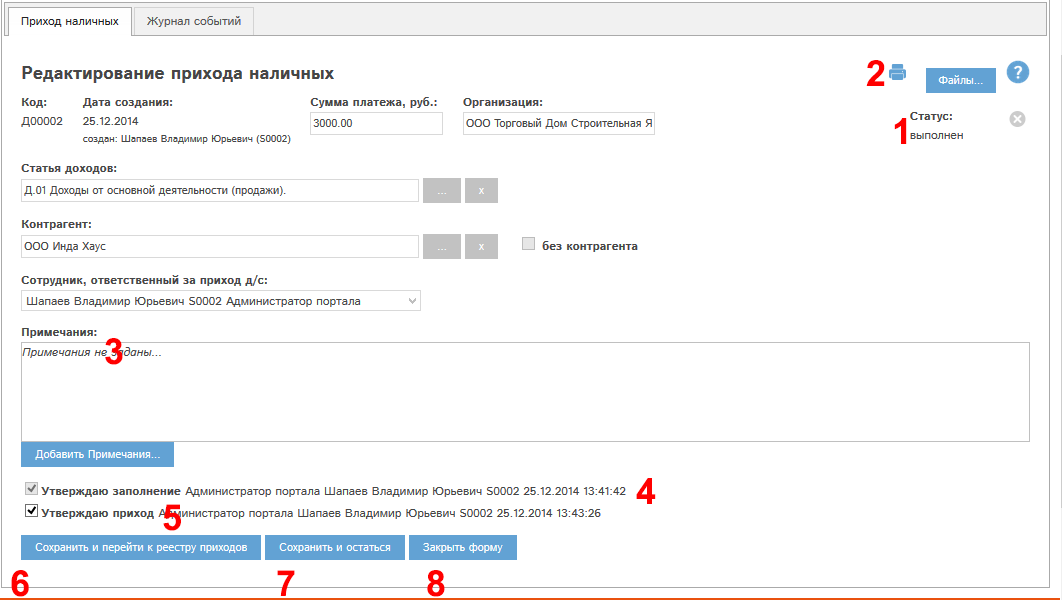 Приход наличных Журнал событий
Редактирование прихода наличных 2 Файлы... ?
Код: Дата создания: Сумма платежа, руб.: Организация: Статус:
Д00002 25.12.2014 3000.00 ООО Торговый Дом Строительная Я 1 выполнен
создан: Шапаев Владимир Юрьевич (S0002)
Статья доходов:
Д.01 Доходы от основной деятельности (продажи). ... x
Контрагент:
ООО Инда Хаус ... x без контрагента
Сотрудник, ответственный за приход д/с:
Шапаев Владимир Юрьевич S0002 Администратор портала
Примечания:
Примечания не заданы... 3
Добавить Примечания...
Утверждаю заполнение Администратор портала Шапаев Владимир Юрьевич S0002 25.12.2014 13:41:42 4
Утверждаю приход Администратор портала Шапаев Владимир Юрьевич S0002 25.12.2014 13:43:26
5
Сохранить и перейти к реестру приходов Сохранить и остаться Закрыть форму
6 7 8